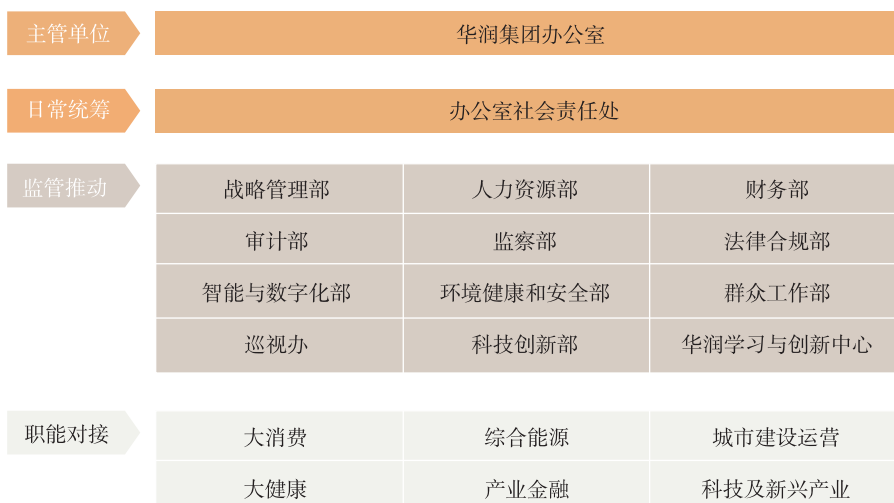 主管单位 华润集团办公室
日常统筹 办公室社会责任处
监管推动 战略管理部 人力资源部 财务部
审计部 监察部 法律合规部
智能与数字化部 环境健康和安全部 群众工作部
巡视办 科技创新部 华润学习与创新中心
职能对接 大消费 综合能源 城市建设运营
大健康 产业金融 科技及新兴产业